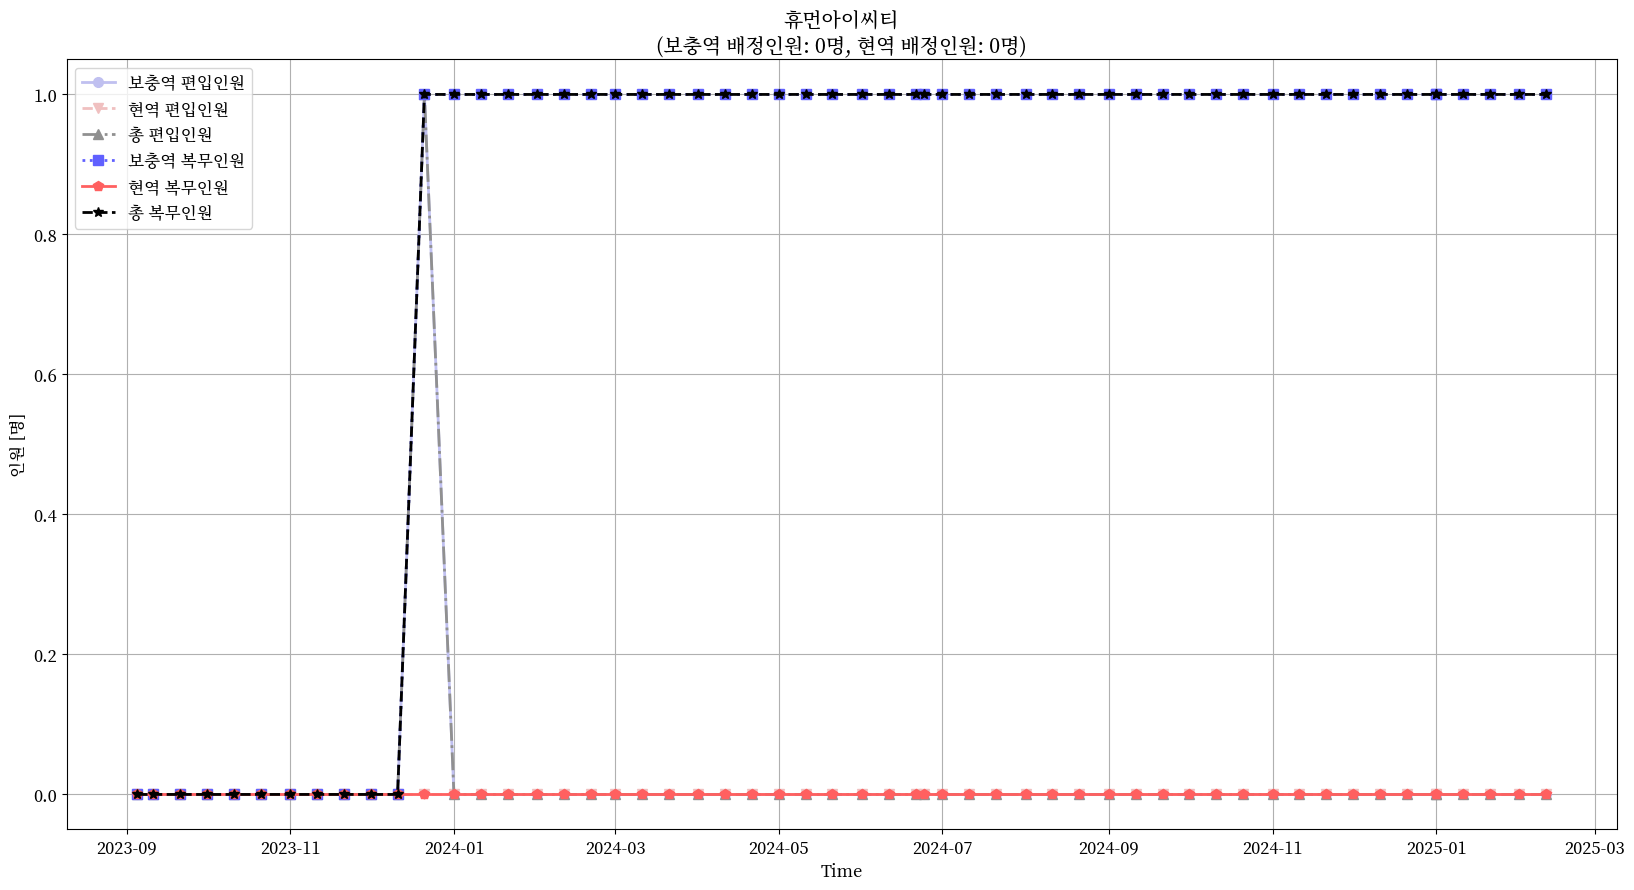 휴먼아이씨티
(보충역 배정인원: 0명, 현역 배정인원: 0명)
보충역 편입인원
현역 편입인원
총 편입인원
보충역 복무인원
현역 복무인원
총 복무인원
1.0
0.8
0.6
0.4
0.2
0.0
인원 [명]
2023-09
2023-11
2024-01
2024-03
2024-05
2024-07
2024-09
2024-11
2025-01
2025-03
Time